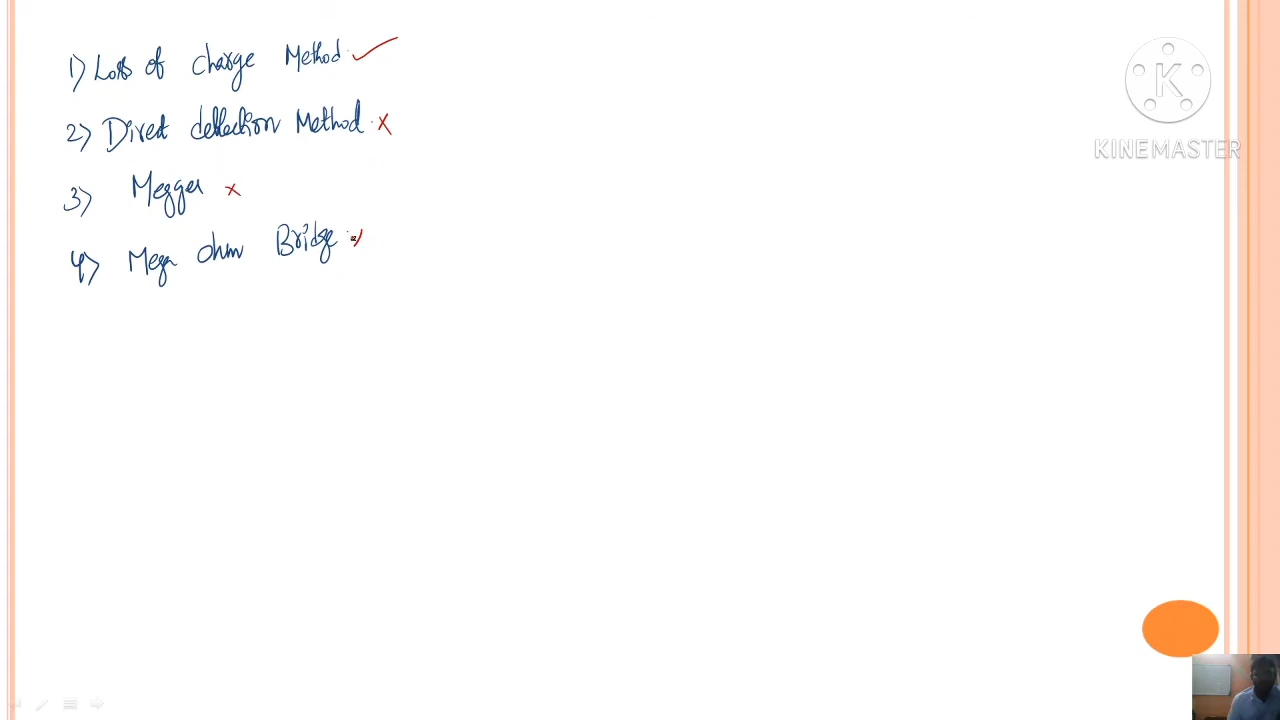 1) Loss of charge Method
2) Direct deflection Method
3) Megger
4) Mega ohm Bridge
K
KINEMASTER